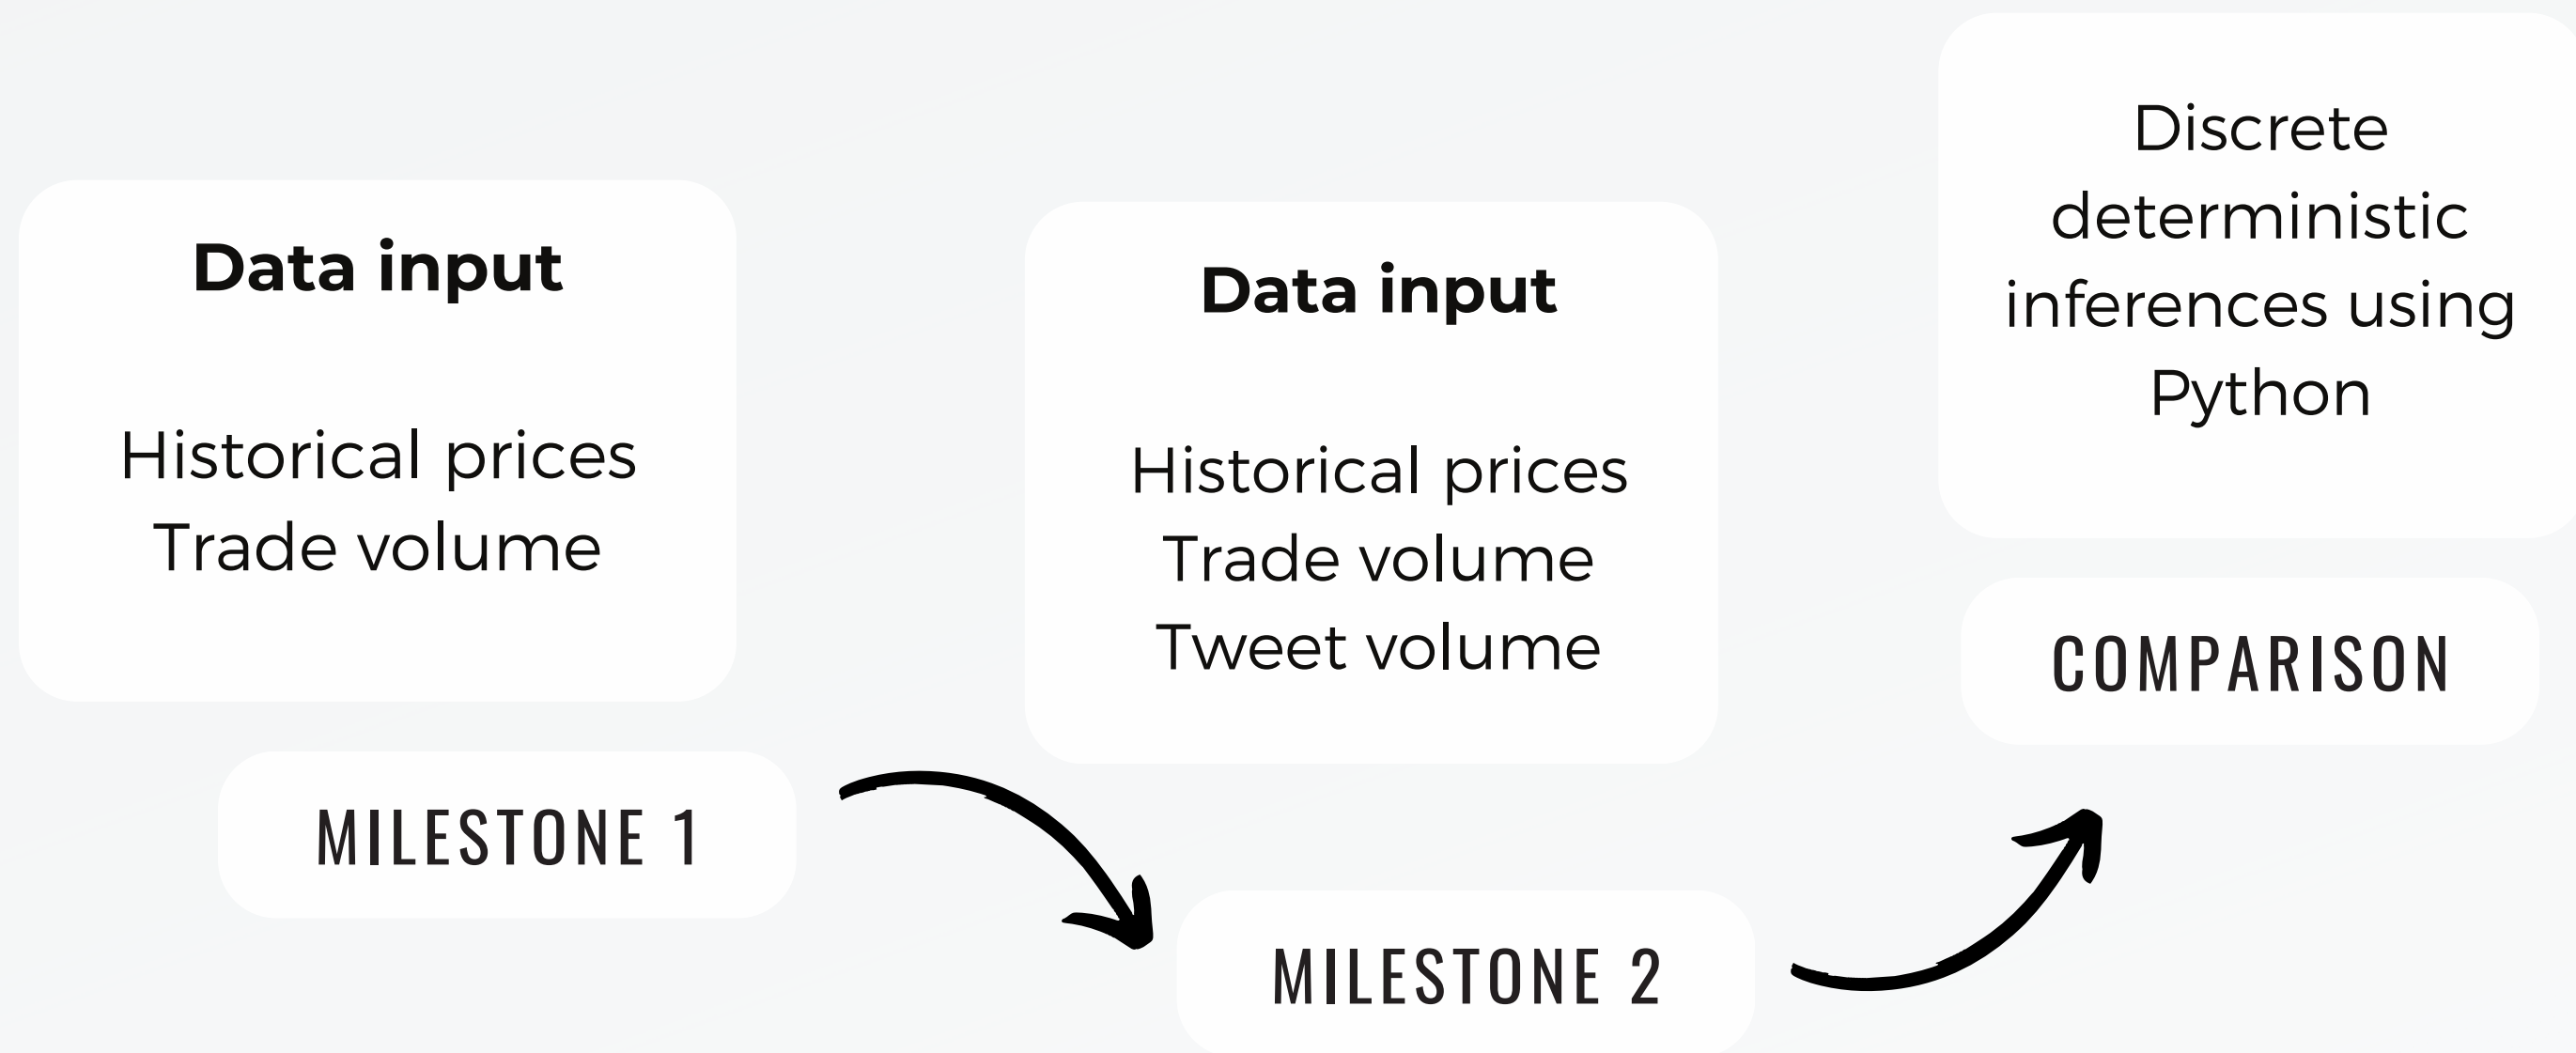 Data input
Historical prices
Trade volume
MILESTONE 1
Data input
Historical prices
Trade volume
Tweet volume
MILESTONE 2
Discrete
deterministic
inferences using
Python
COMPARISON